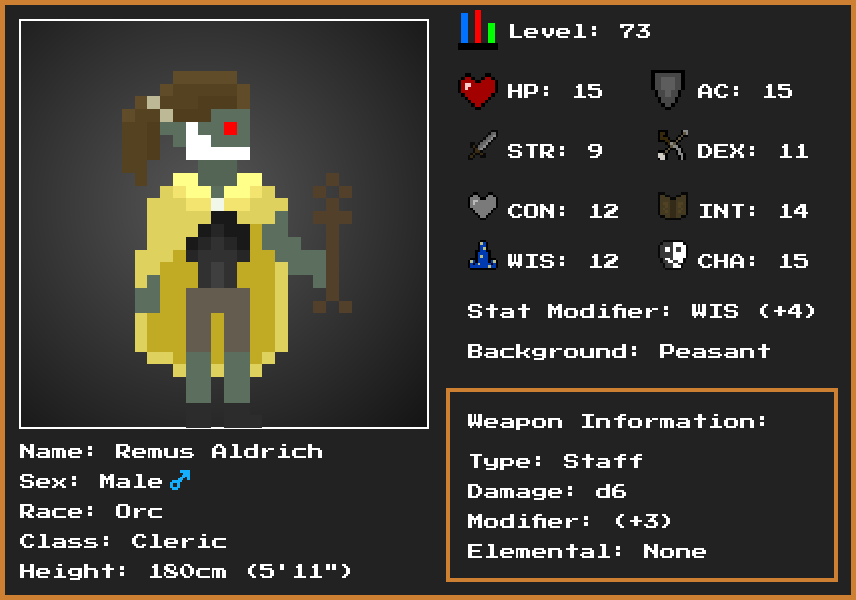 Level: 73
HP: 15
AC: 15
STR: 9
DEX: 11
CON: 12
INT: 14
WIS: 12
CHA: 15
Stat Modifier: WIS (+4)
Background: Peasant
Weapon Information:
Type: Staff
Damage: d6
Modifier: (+3)
Elemental: None
Name: Remus Aldrich
Sex: Male♂
Race: Orc
Class: Cleric
Height: 180cm (5'11")